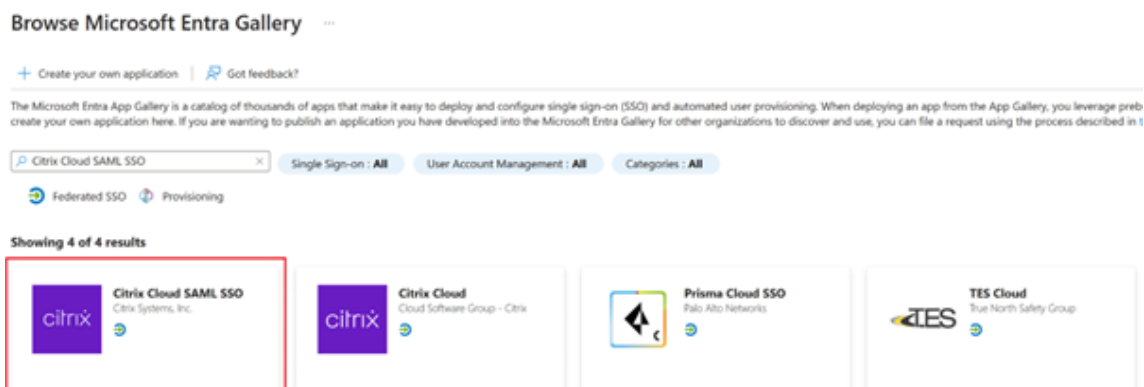 Browse Microsoft Entra Gallery ...
+ Create your own application | Got feedback?
The Microsoft Entra App Gallery is a catalog of thousands of apps that make it easy to deploy and configure single sign-on (SSO) and automated user provisioning. When deploying an app from the App Gallery, you leverage preb
create your own application here. If you are wanting to publish an application you have developed into the Microsoft Entra Gallery for other organizations to discover and use, you can file a request using the process described in t
Citrix Cloud SAML SSO × Single Sign-on : All User Account Management : All Categories : All
Federated SSO Provisioning
Showing 4 of 4 results
citrix
Citrix Cloud SAML SSO
Citrix Systems, Inc.
citrix
Citrix Cloud
Cloud Software Group - Citrix
C
Prisma Cloud SSO
Palo Alto Networks
TES
TES Cloud
True North Safety Group